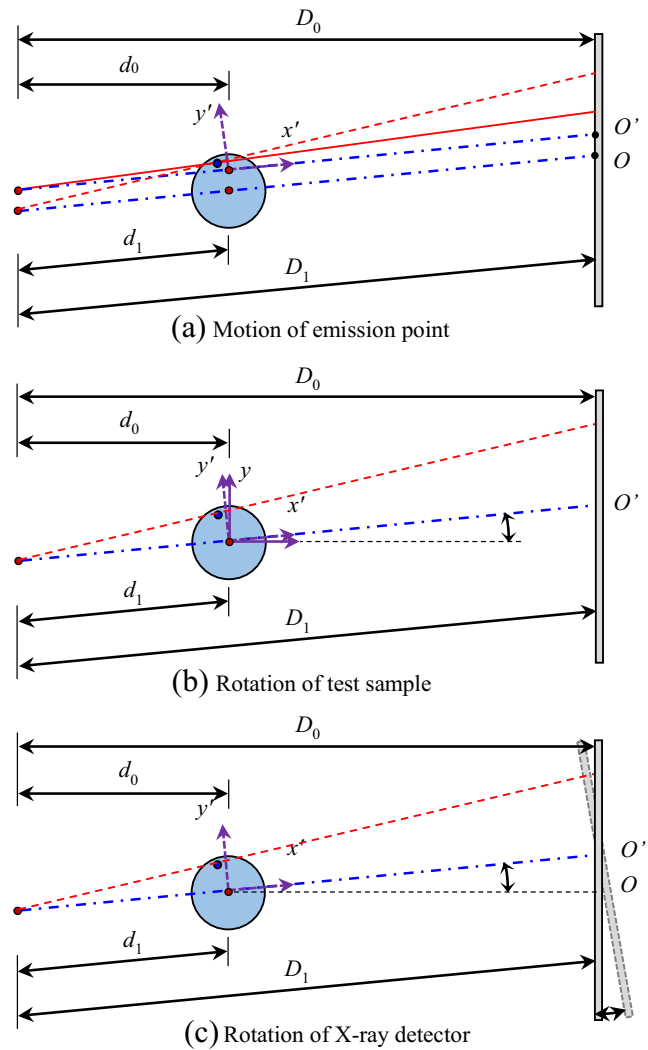 D₀
d₀
y'
x'
O'
O
d₁
D₁
(a) Motion of emission point
D₀
d₀
y' y
x'
O'
d₁
D₁
(b) Rotation of test sample
D₀
d₀
y'
x'
O'
O
d₁
D₁
(c) Rotation of X-ray detector